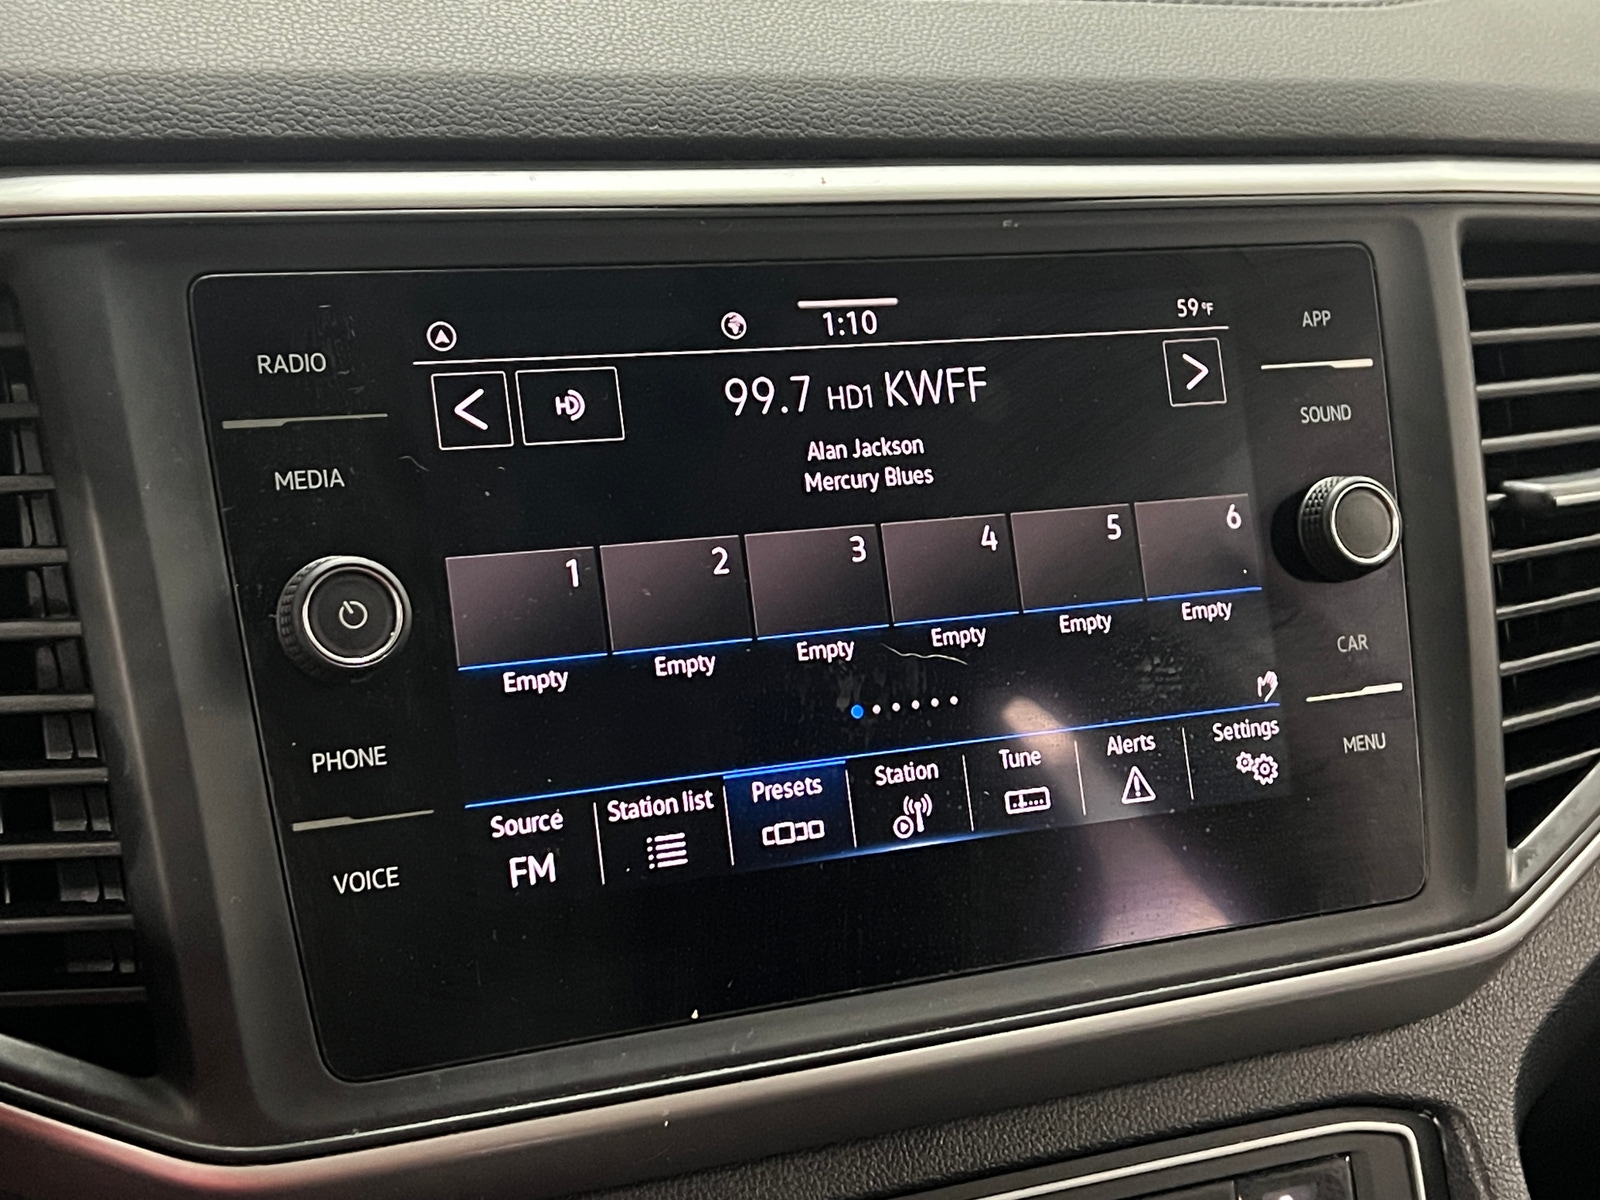 RADIO
MEDIA
PHONE
VOICE
1:10
59°F
HD
99.7 HD1 KWFF
Alan Jackson
Mercury Blues
1 2 3 4 5 6
Empty Empty Empty Empty Empty Empty
Source Station list Presets Station Tune Alerts Settings
FM
APP
SOUND
CAR
MENU